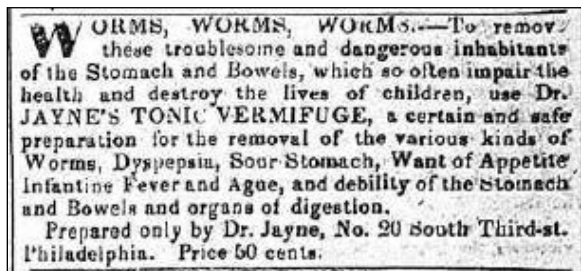 WORMS, WORMS, WORMS.—To remov
these troublesome and dangerous inhabitants
of the Stomach and Bowels, which so often impair the
health and destroy the lives of children, use Dr.
JAYNE'S TONIC VERMIFUGE, a certain and safe
preparation for the removal of the various kinds of
Worms, Dyspepsia, Sour Stomach, Want of Appetite
Infantine Fever and Ague, and debility of the Stomach
and Bowels and organs of digestion.
Prepared only by Dr. Jayne, No. 20 South Third-st.
Philadelphia. Price 50 cents.